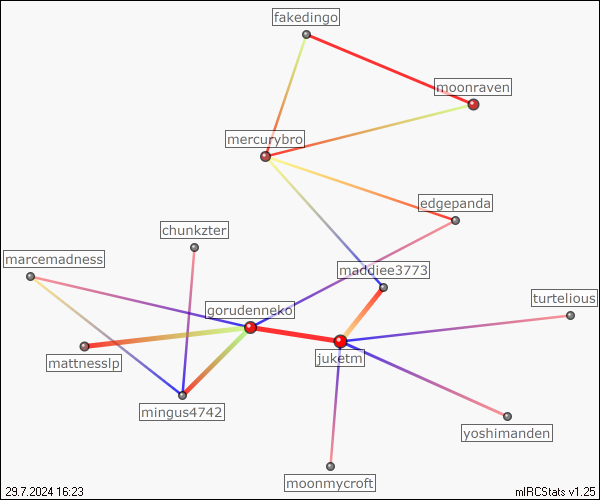 fakedingo
moonraven
mercurybro
edgepanda
chunkzter
marcemadness
maddiee3773
turtelious
gorudenneko
juketm
mattnesslp
mingus4742
yoshimanden
moonmycroft
29.7.2024 16:23
mIRCStats v1.25